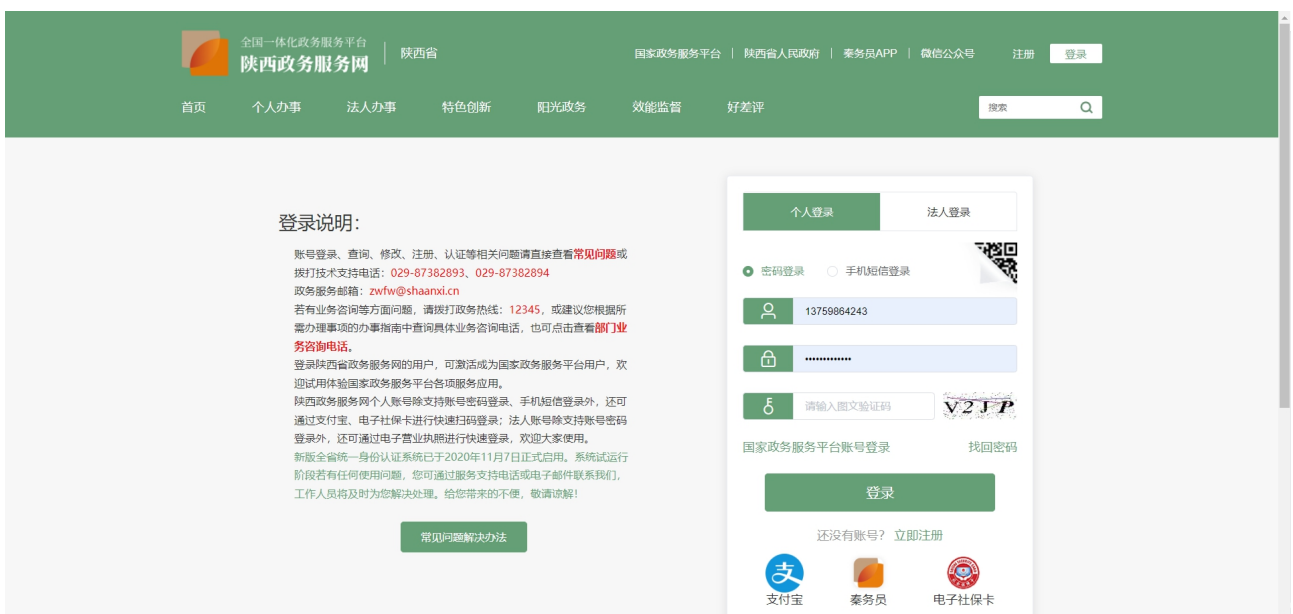 全国一体化政务服务平台
陕西政务服务网
陕西省
国家政务服务平台 | 陕西省人民政府 | 秦务员APP | 微信公众号
注册
登录
首页
个人办事
法人办事
特色创新
阳光政务
效能监督
好差评
搜索
登录说明：
账号登录、查询、修改、注册、认证等相关问题请直接查看常见问题或
拨打技术支持电话：029-87382893、029-87382894
政务服务邮箱：zwfw@shaanxi.cn
若有业务咨询等方面问题，请拨打政务热线：12345，或建议您根据所
需办理事项的办事指南中查询具体业务咨询电话，也可点击查看部门业
务咨询电话。
登录陕西省政务服务网的用户，可激活成为国家政务服务平台用户，欢
迎试用体验国家政务服务平台各项服务应用。
陕西政务服务网个人账号除支持账号密码登录、手机短信登录外，还可
通过支付宝、电子社保卡进行快速扫码登录；法人账号除支持账号密码
登录外，还可通过电子营业执照进行快速登录，欢迎大家使用。
新版全省统一身份认证系统已于2020年11月7日正式启用。系统试运行
阶段若有任何使用问题，您可通过服务支持电话或电子邮件联系我们，
工作人员将及时为您解决处理。给您带来的不便，敬请谅解！
常见问题解决办法
个人登录
法人登录
密码登录
手机短信登录
13759864243
•••••••••••••
请输入图文验证码
V2JP
国家政务服务平台账号登录
找回密码
登录
还没有账号？ 立即注册
支
支付宝
秦务员
电子社保卡